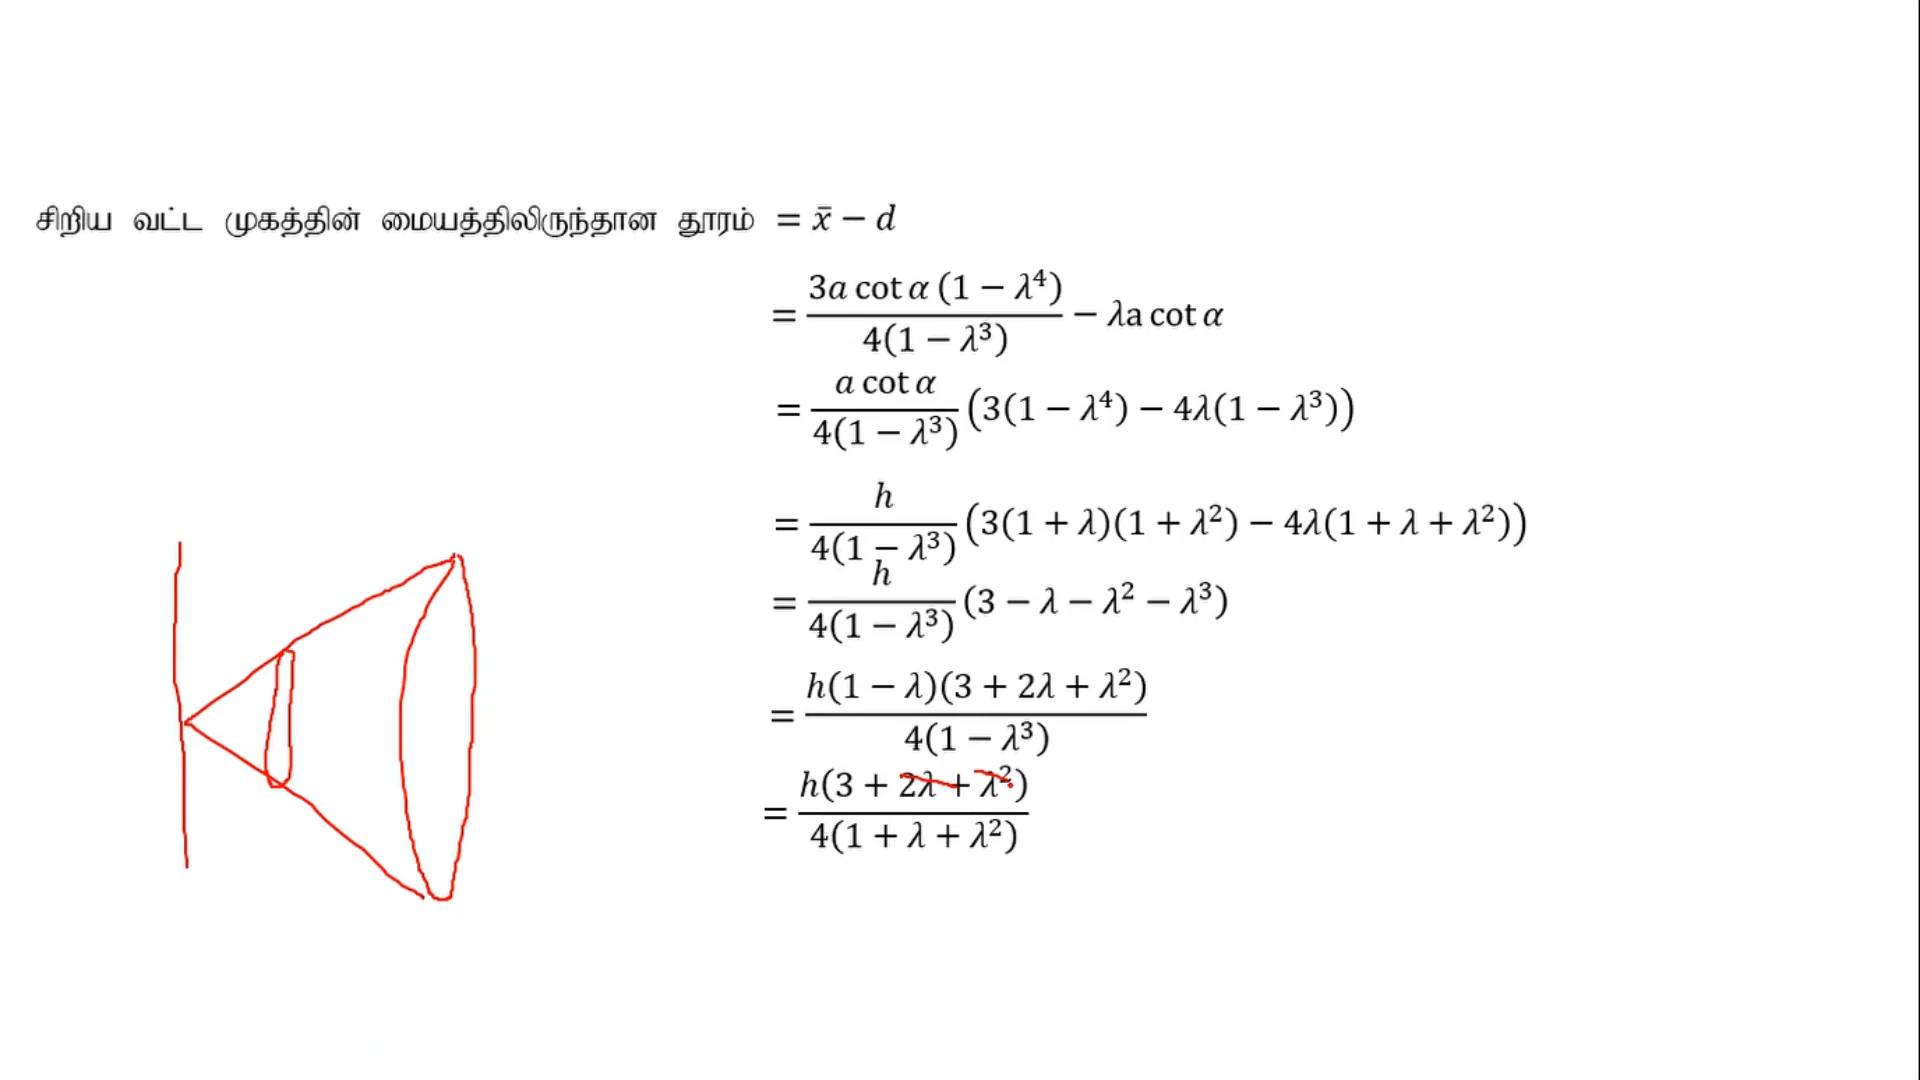 சிறிய வட்ட முகத்தின் மையத்திலிருந்தான தூரம் = x̄ − d
= 3a cot α (1 − λ⁴) / 4(1 − λ³) − λa cot α
= a cot α / 4(1 − λ³) (3(1 − λ⁴) − 4λ(1 − λ³))
= h / 4(1 − λ³) (3(1 + λ)(1 + λ²) − 4λ(1 + λ + λ²))
= h / 4(1 − λ³) (3 − λ − λ² − λ³)
= h(1 − λ)(3 + 2λ + λ²) / 4(1 − λ³)
= h(3 + 2λ + λ²) / 4(1 + λ + λ²)